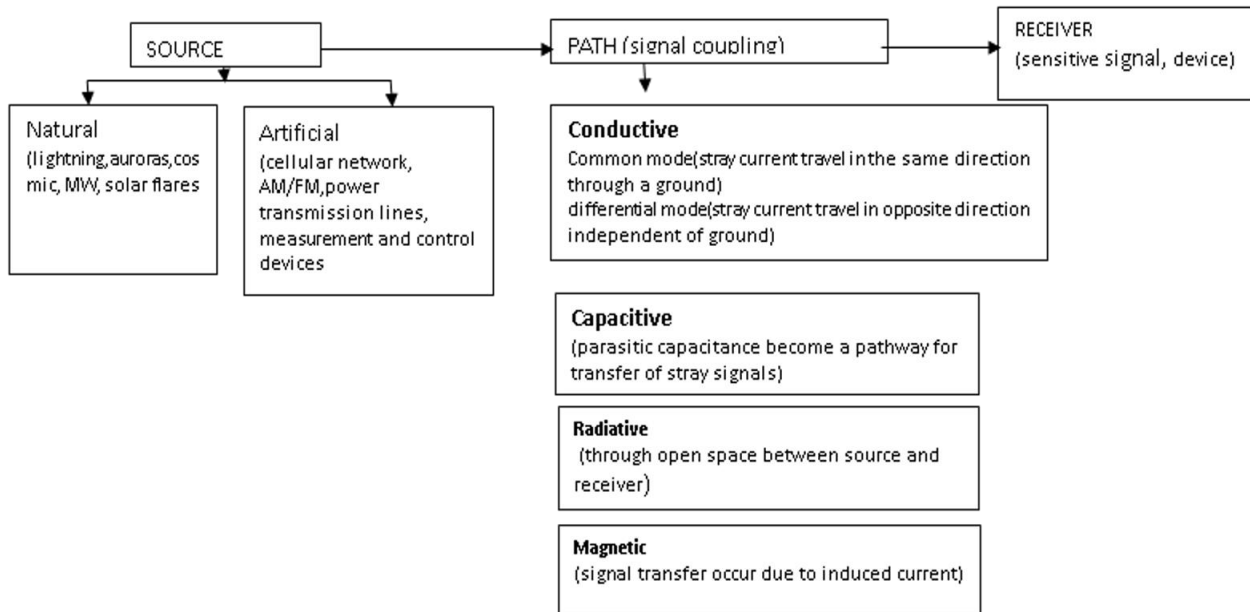 SOURCE
PATH (signal coupling)
RECEIVER
(sensitive signal, device)
Natural
(lightning,auroras,cos
mic, MW, solar flares
Artificial
(cellular network,
AM/FM,power
transmission lines,
measurement and control
devices
Conductive
Common mode(stray current travel in the same direction
through a ground)
differential mode(stray current travel in opposite direction
independent of ground)
Capacitive
(parasitic capacitance become a pathway for
transfer of stray signals)
Radiative
(through open space between source and
receiver)
Magnetic
(signal transfer occur due to induced current)